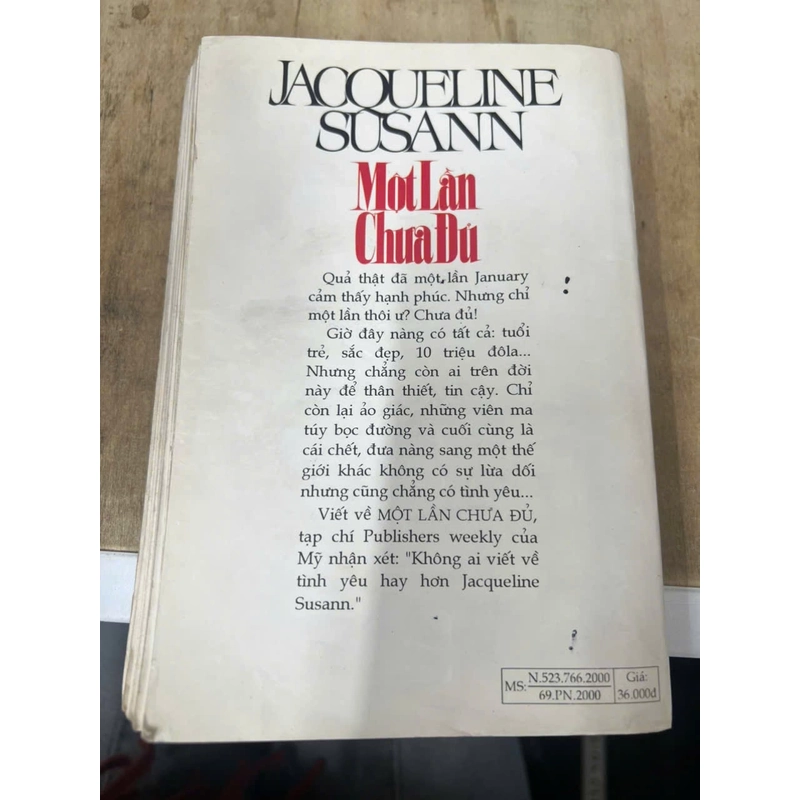 JACQUELINE
SUSANN
Một Lần
Chưa Đủ
Quả thật đã một lần January
cảm thấy hạnh phúc. Nhưng chỉ
một lần thôi ư? Chưa đủ!
Giờ đây nàng có tất cả: tuổi
trẻ, sắc đẹp, 10 triệu đôla...
Nhưng chẳng còn ai trên đời
này để thân thiết, tin cậy. Chỉ
còn lại ảo giác, những viên ma
túy bọc đường và cuối cùng là
cái chết, đưa nàng sang một thế
giới khác không có sự lừa dối
nhưng cũng chẳng có tình yêu...
Viết về MỘT LẦN CHƯA ĐỦ,
tạp chí Publishers weekly của
Mỹ nhận xét: "Không ai viết về
tình yêu hay hơn Jacqueline
Susann."
MS: N.523.766.2000
69.PN.2000
Giá:
36.000đ